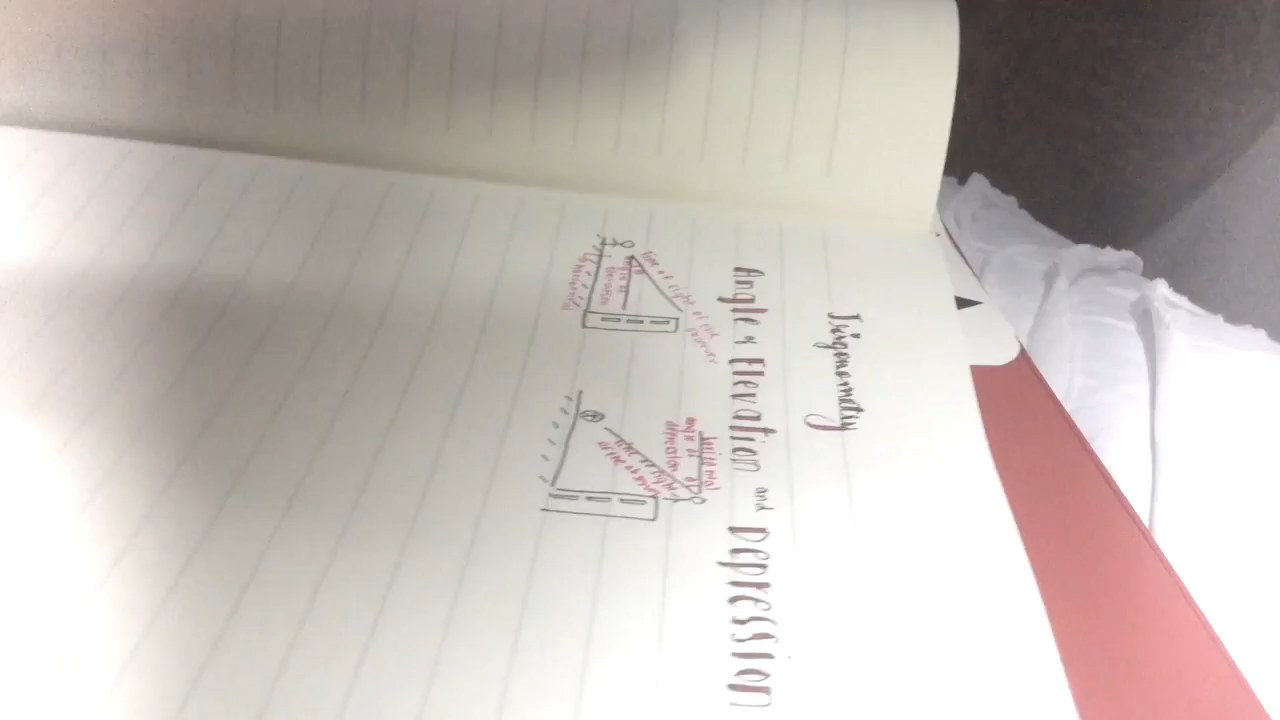 Trigonometry
Angle of Elevation and Depression
line of sight of the observer
angle of elevation
horizontal
horizontal
angle of depression
line of sight
of the observer